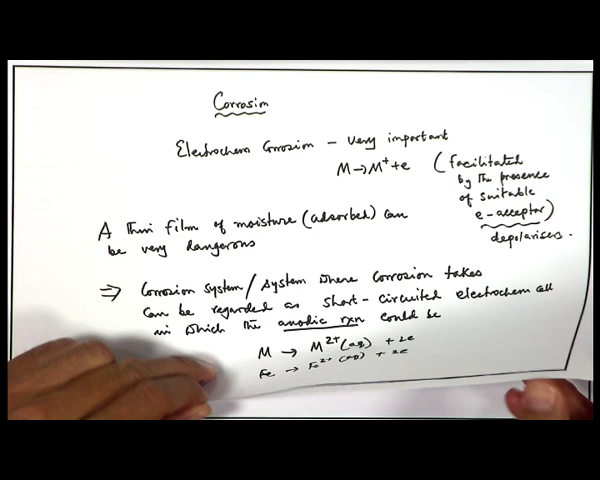 Corrosion
Electrochem Corrosion – very important
M → M⁺ + e (facilitated
by the presence
of suitable
e-acceptor)
depolarisers.
A thin film of moisture (adsorbed) can
be very dangerous
⇒ Corrosion system/system where corrosion takes
can be regarded as short-circuited electrochem cell
in which the anodic rxn could be
M → M²⁺(aq) + 2e
Fe → Fe²⁺(aq) + 2e